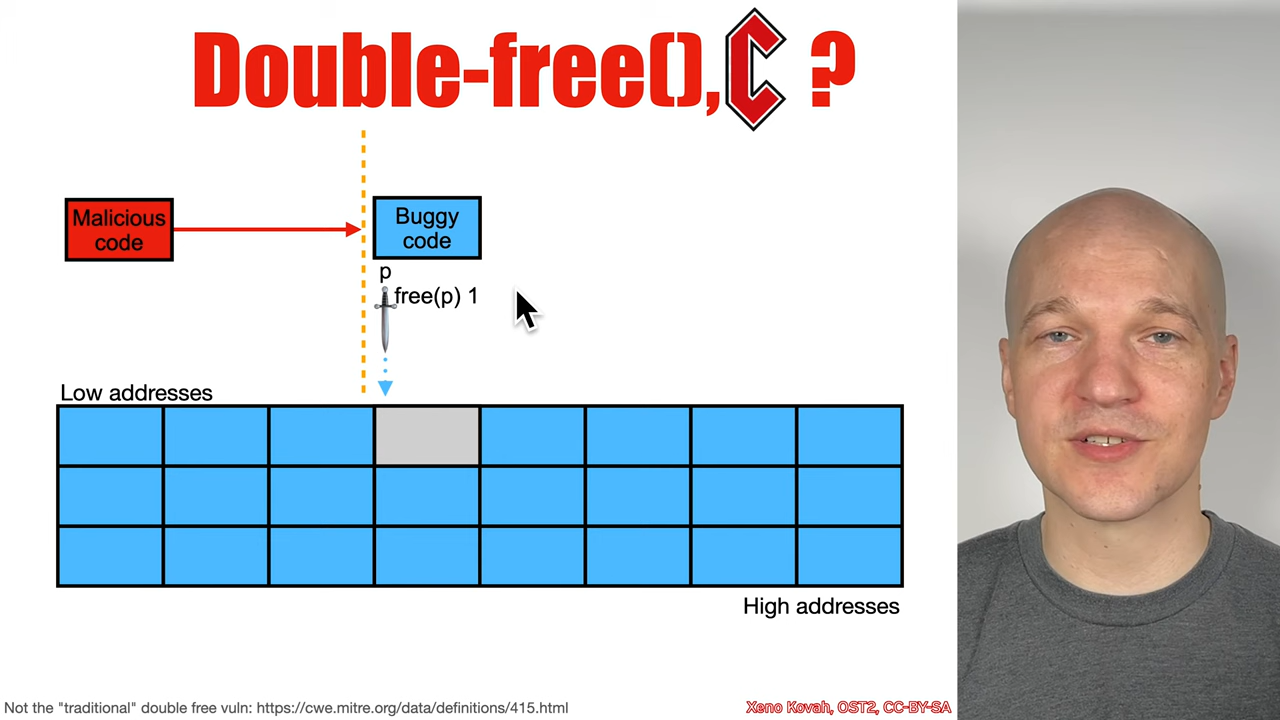 Double-free(),C ?
Malicious
code
Buggy
code
p
free(p) 1
Low addresses
High addresses
Not the "traditional" double free vuln: https://cwe.mitre.org/data/definitions/415.html
Xeno Kovah, OST2, CC-BY-SA